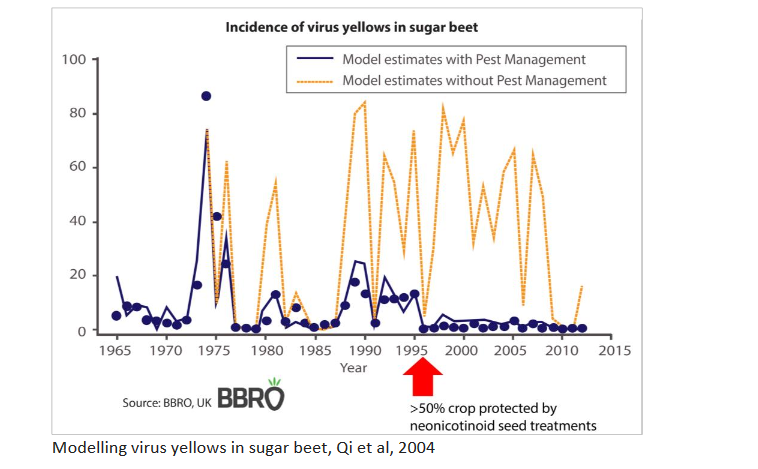 Incidence of virus yellows in sugar beet
Model estimates with Pest Management
Model estimates without Pest Management
100
80
60
40
20
0
1965 1970 1975 1980 1985 1990 1995 2000 2005 2010 2015
Year
Source: BBRO, UK BBRO
>50% crop protected by
neonicotinoid seed treatments
Modelling virus yellows in sugar beet, Qi et al, 2004